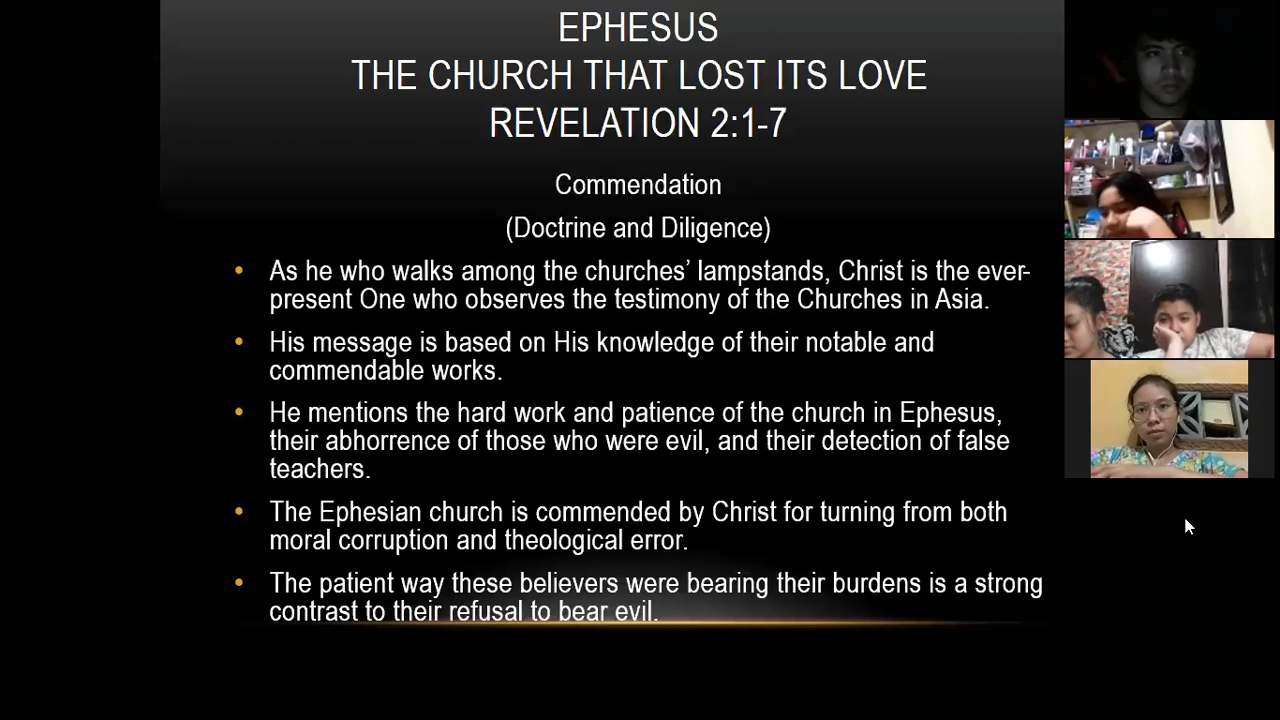 EPHESUS
THE CHURCH THAT LOST ITS LOVE
REVELATION 2:1-7
Commendation
(Doctrine and Diligence)
• As he who walks among the churches’ lampstands, Christ is the ever-
present One who observes the testimony of the Churches in Asia.
• His message is based on His knowledge of their notable and
commendable works.
• He mentions the hard work and patience of the church in Ephesus,
their abhorrence of those who were evil, and their detection of false
teachers.
• The Ephesian church is commended by Christ for turning from both
moral corruption and theological error.
• The patient way these believers were bearing their burdens is a strong
contrast to their refusal to bear evil.